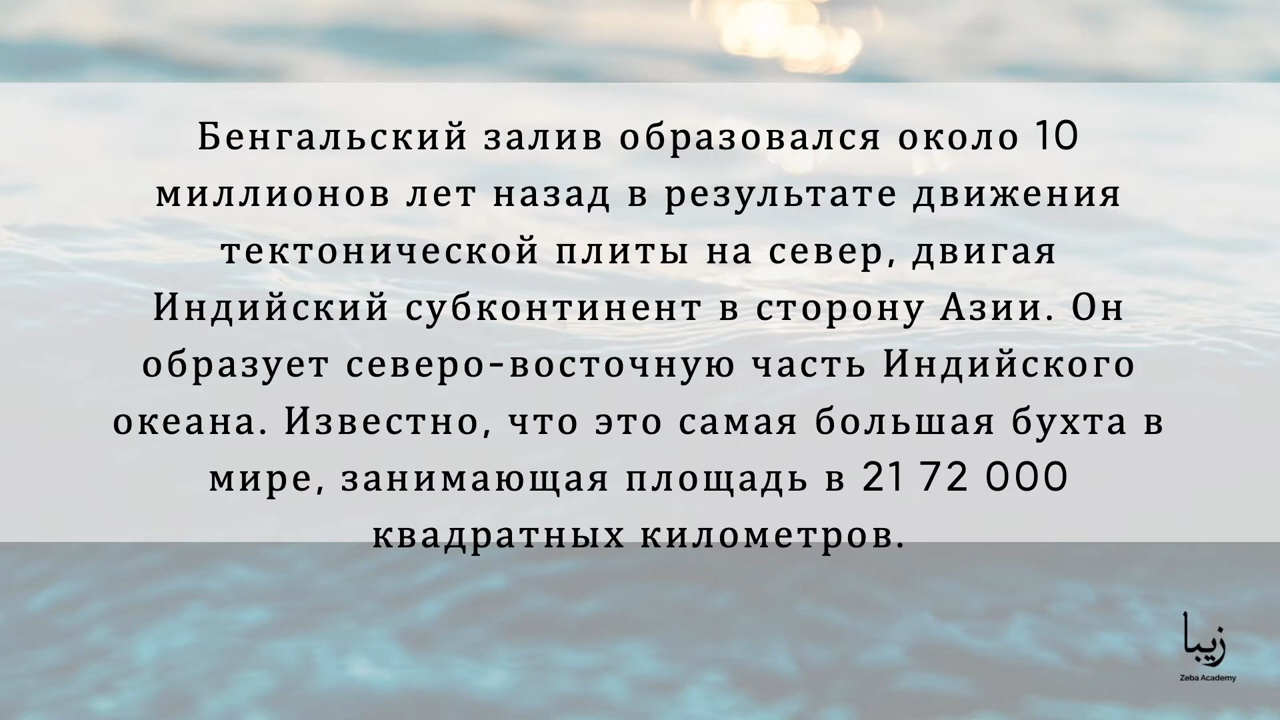 Бенгальский залив образовался около 10
миллионов лет назад в результате движения
тектонической плиты на север, двигая
Индийский субконтинент в сторону Азии. Он
образует северо-восточную часть Индийского
океана. Известно, что это самая большая бухта в
мире, занимающая площадь в 21 72 000
квадратных километров.
زيبا
Zeba Academy